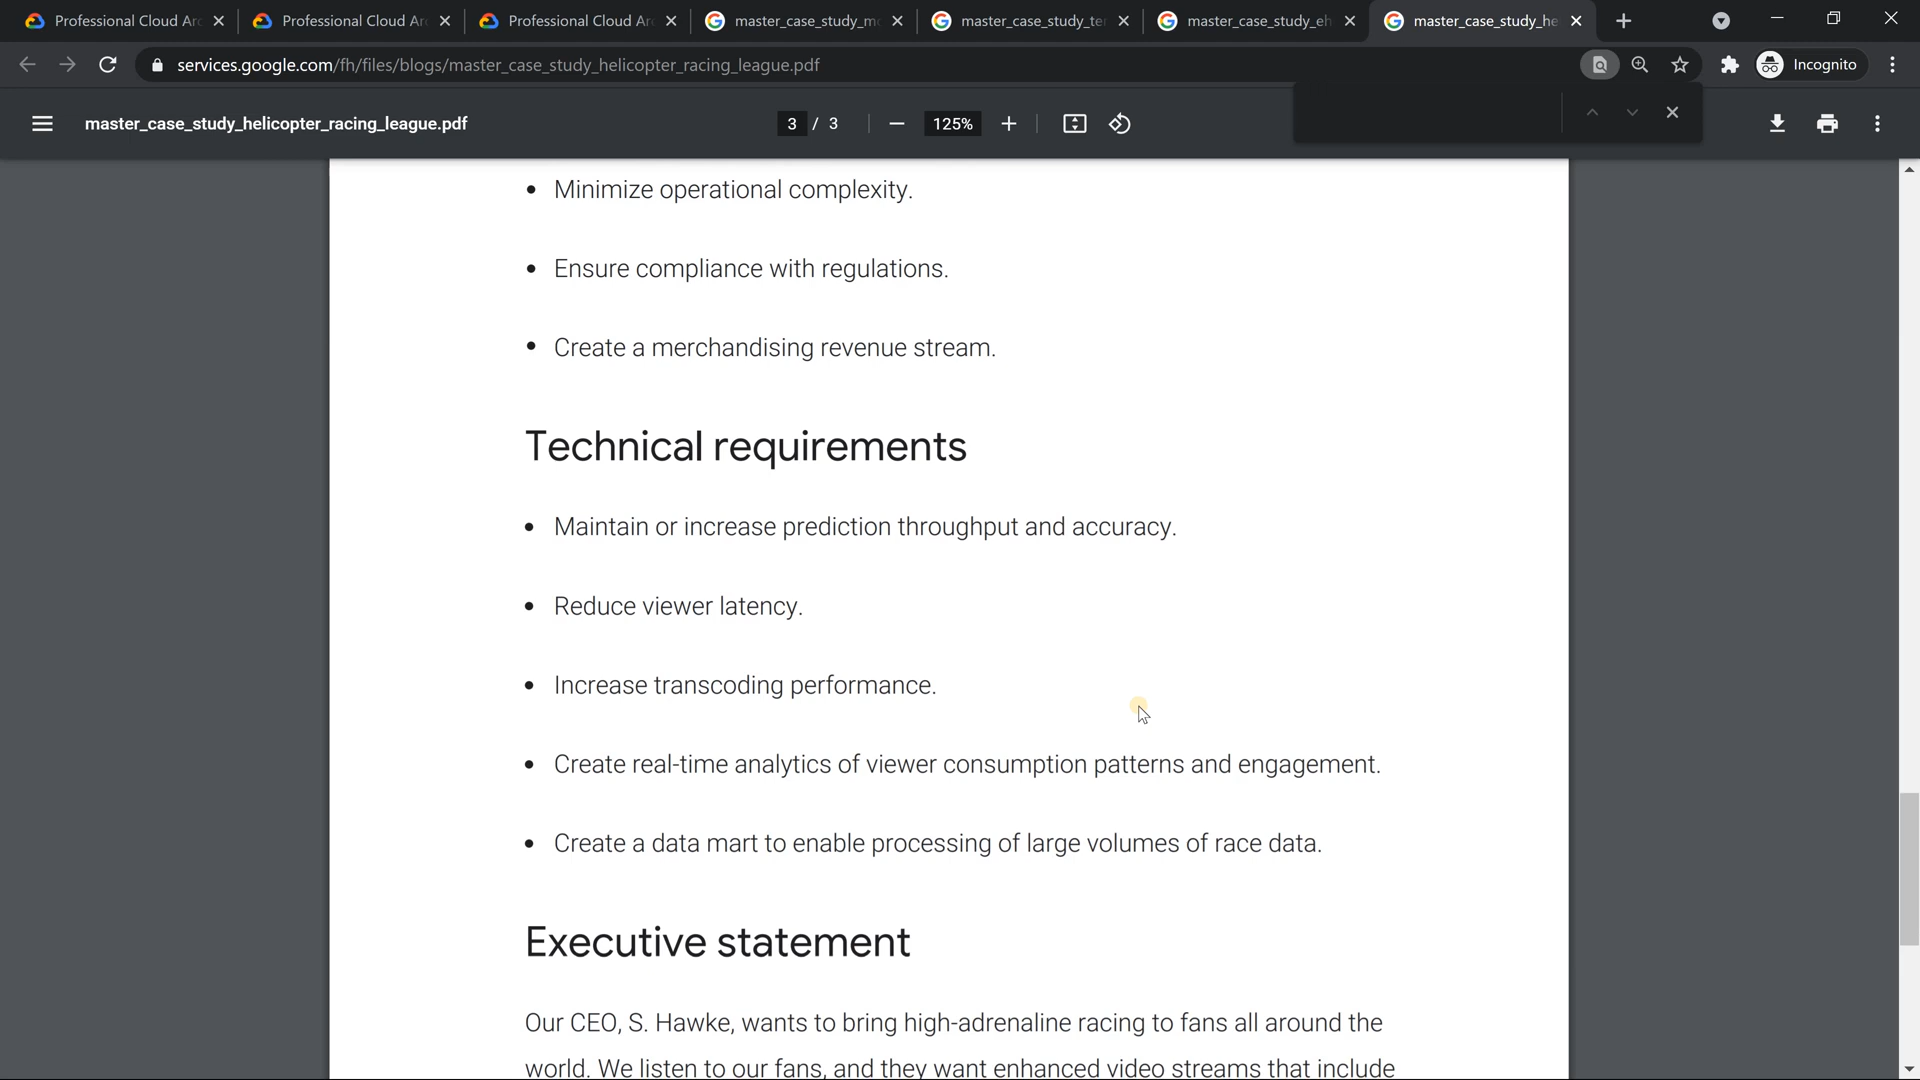 Professional Cloud Arc
Professional Cloud Arc
Professional Cloud Arc
master_case_study_mo
master_case_study_ter
master_case_study_eh
master_case_study_he
services.google.com/fh/files/blogs/master_case_study_helicopter_racing_league.pdf
Incognito
master_case_study_helicopter_racing_league.pdf
3 / 3
125%
• Minimize operational complexity.
• Ensure compliance with regulations.
• Create a merchandising revenue stream.
Technical requirements
• Maintain or increase prediction throughput and accuracy.
• Reduce viewer latency.
• Increase transcoding performance.
• Create real-time analytics of viewer consumption patterns and engagement.
• Create a data mart to enable processing of large volumes of race data.
Executive statement
Our CEO, S. Hawke, wants to bring high-adrenaline racing to fans all around the
world. We listen to our fans, and they want enhanced video streams that include